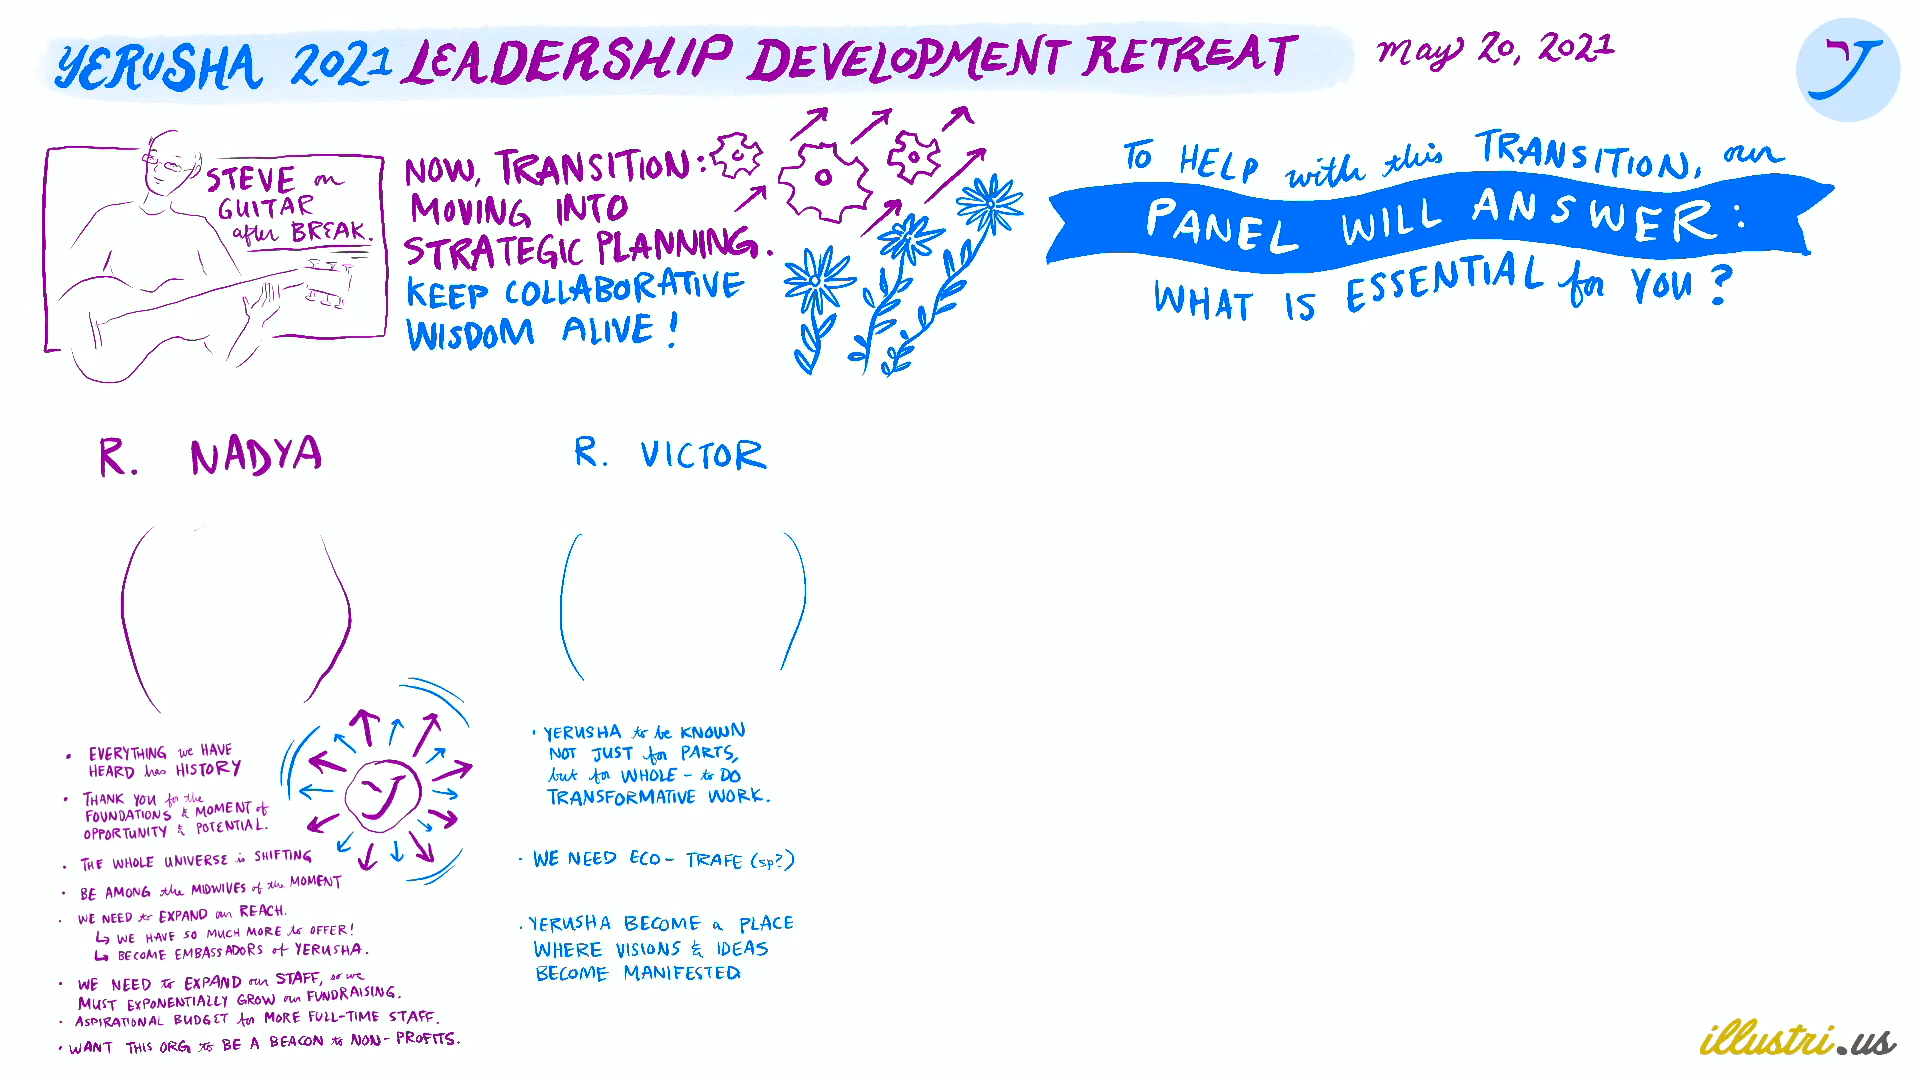 YERUSHA 2021 LEADERSHIP DEVELOPMENT RETREAT
May 20, 2021
STEVE on
GUITAR
after BREAK.
NOW, TRANSITION:
MOVING INTO
STRATEGIC PLANNING.
KEEP COLLABORATIVE
WISDOM ALIVE!
TO HELP with this TRANSITION, our
PANEL WILL ANSWER:
WHAT IS ESSENTIAL for YOU?
R. NADYA
• EVERYTHING we HAVE
HEARD has HISTORY
• THANK YOU for the
FOUNDATIONS & MOMENT of
OPPORTUNITY & POTENTIAL.
• THE WHOLE UNIVERSE is SHIFTING
• BE AMONG the MIDWIVES of the MOMENT
• WE NEED to EXPAND our REACH.
↳ WE HAVE SO MUCH MORE to OFFER!
↳ BECOME EMBASSADORS of YERUSHA.
• WE NEED to EXPAND our STAFF, so we
MUST EXPONENTIALLY GROW our FUNDRAISING.
• ASPIRATIONAL BUDGET for MORE FULL-TIME STAFF.
• WANT THIS ORG to BE A BEACON to NON-PROFITS.
R. VICTOR
• YERUSHA to be KNOWN
NOT JUST for PARTS,
but for WHOLE - to DO
TRANSFORMATIVE WORK.
• WE NEED ECO-TRAFE (sp?)
• YERUSHA BECOME a PLACE
WHERE VISIONS & IDEAS
BECOME MANIFESTED
illustri.us